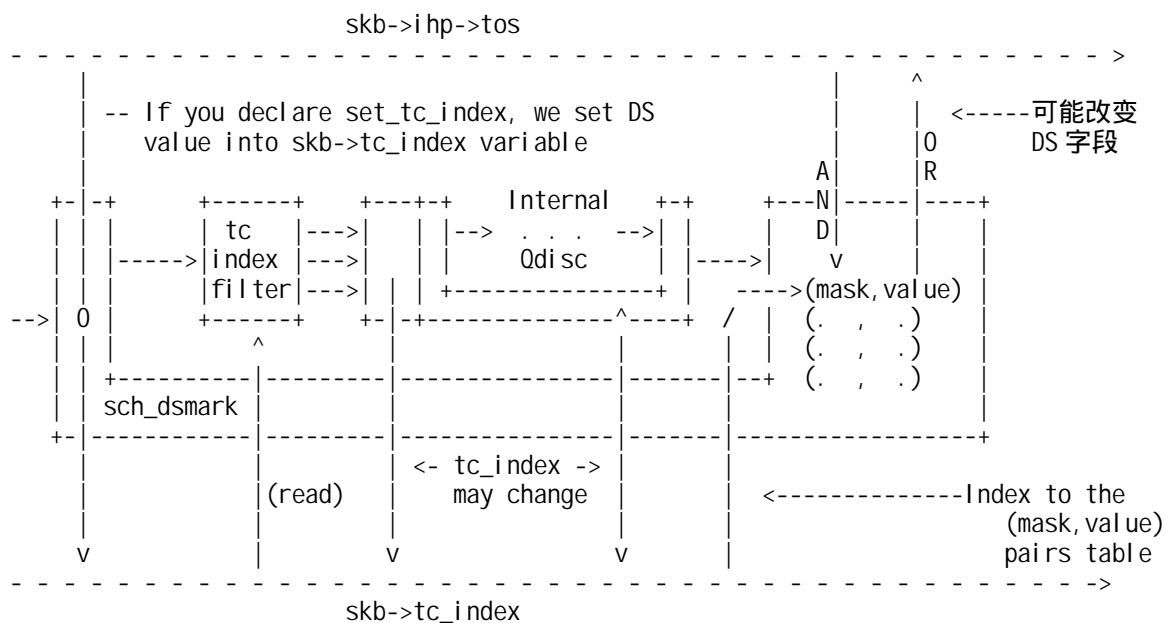 skb->ihp->tos
- - - - - - - - - - - - - - - - - - - - - - - - - - - - - - - - - - - - >
     |                                               |    ^
     | -- If you declare set_tc_index, we set DS     |    |  <-----可能改变
     |    value into skb->tc_index variable          |    |O      DS 字段
     |                                              A|    |R
   +-|-+      +------+    +---+-+    Internal   +-+     +---N|-----|----+
   | | |      |  tc  |--->|   | |-->  . . .  -->| |     |   D|     |    |
   | | |----->|index |--->|   | |     Qdisc     | |---->|    v     |    |
   | | |      |filter|--->| | | +---------------+ |   ---->(mask,value) |
-->| O |      +------+    +-|-+--------------^----+  /  |  (.  ,  .)    |
   | | |          ^         |                |       |  |  (.  ,  .)    |
   | | +----------|---------|----------------|-------|--+  (.  ,  .)    |
   | | sch_dsmark |         |                |       |                  |
   +-|------------|---------|----------------|-------|------------------+
     |            |         | <- tc_index -> |       |
     |            |(read)   |    may change  |       |  <--------------Index to the
     |            |         |                |       |                    (mask,value)
     v            |         v                v       |                    pairs table
- - - - - - - - - - - - - - - - - - - - - - - - - - - - - - - - - - - ->
                      skb->tc_index